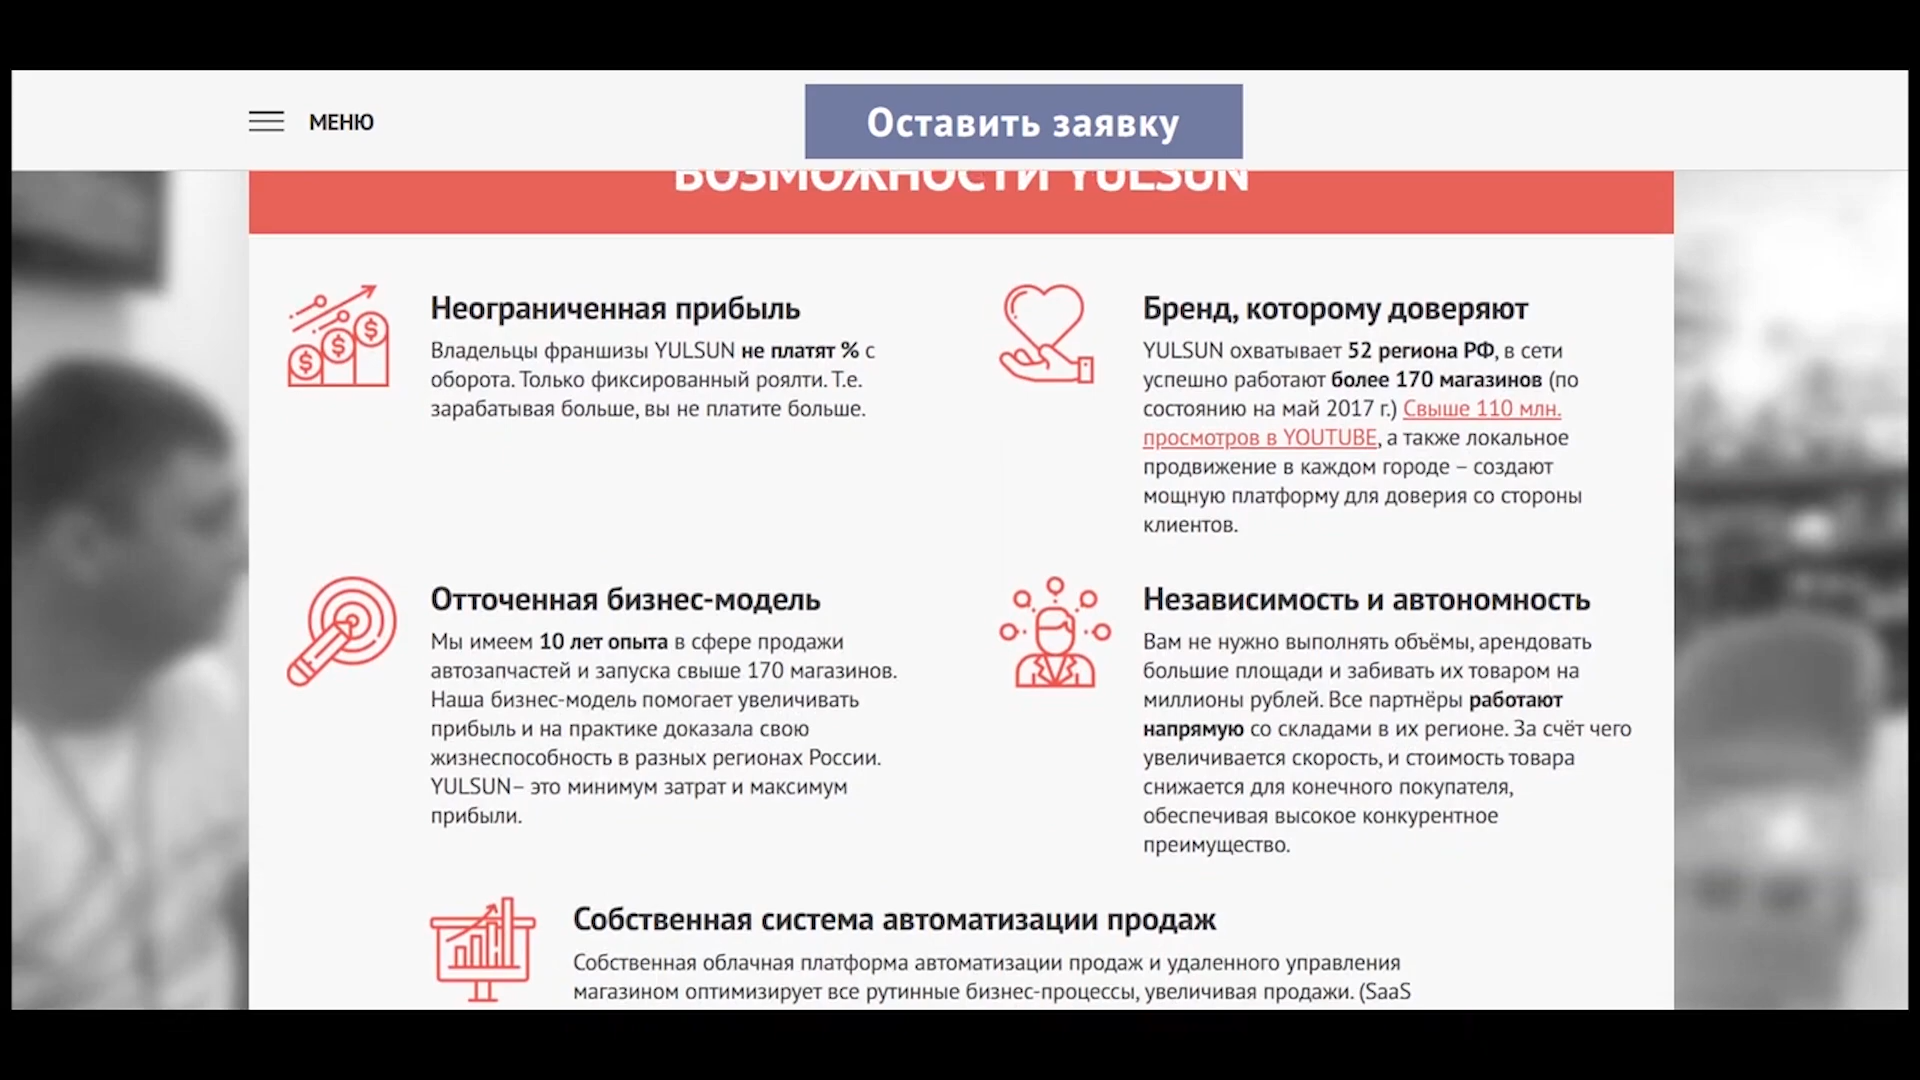 МЕНЮ
Оставить заявку
ВОЗМОЖНОСТИ YULSUN
Неограниченная прибыль
Владельцы франшизы YULSUN не платят % с
оборота. Только фиксированный роялти. Т.е.
зарабатывая больше, вы не платите больше.
Бренд, которому доверяют
YULSUN охватывает 52 региона РФ, в сети
успешно работают более 170 магазинов (по
состоянию на май 2017 г.) Свыше 110 млн.
просмотров в YOUTUBE, а также локальное
продвижение в каждом городе – создают
мощную платформу для доверия со стороны
клиентов.
Отточенная бизнес-модель
Мы имеем 10 лет опыта в сфере продажи
автозапчастей и запуска свыше 170 магазинов.
Наша бизнес-модель помогает увеличивать
прибыль и на практике доказала свою
жизнеспособность в разных регионах России.
YULSUN– это минимум затрат и максимум
прибыли.
Независимость и автономность
Вам не нужно выполнять объёмы, арендовать
большие площади и забивать их товаром на
миллионы рублей. Все партнёры работают
напрямую со складами в их регионе. За счёт чего
увеличивается скорость, и стоимость товара
снижается для конечного покупателя,
обеспечивая высокое конкурентное
преимущество.
Собственная система автоматизации продаж
Собственная облачная платформа автоматизации продаж и удаленного управления
магазином оптимизирует все рутинные бизнес-процессы, увеличивая продажи. (SaaS